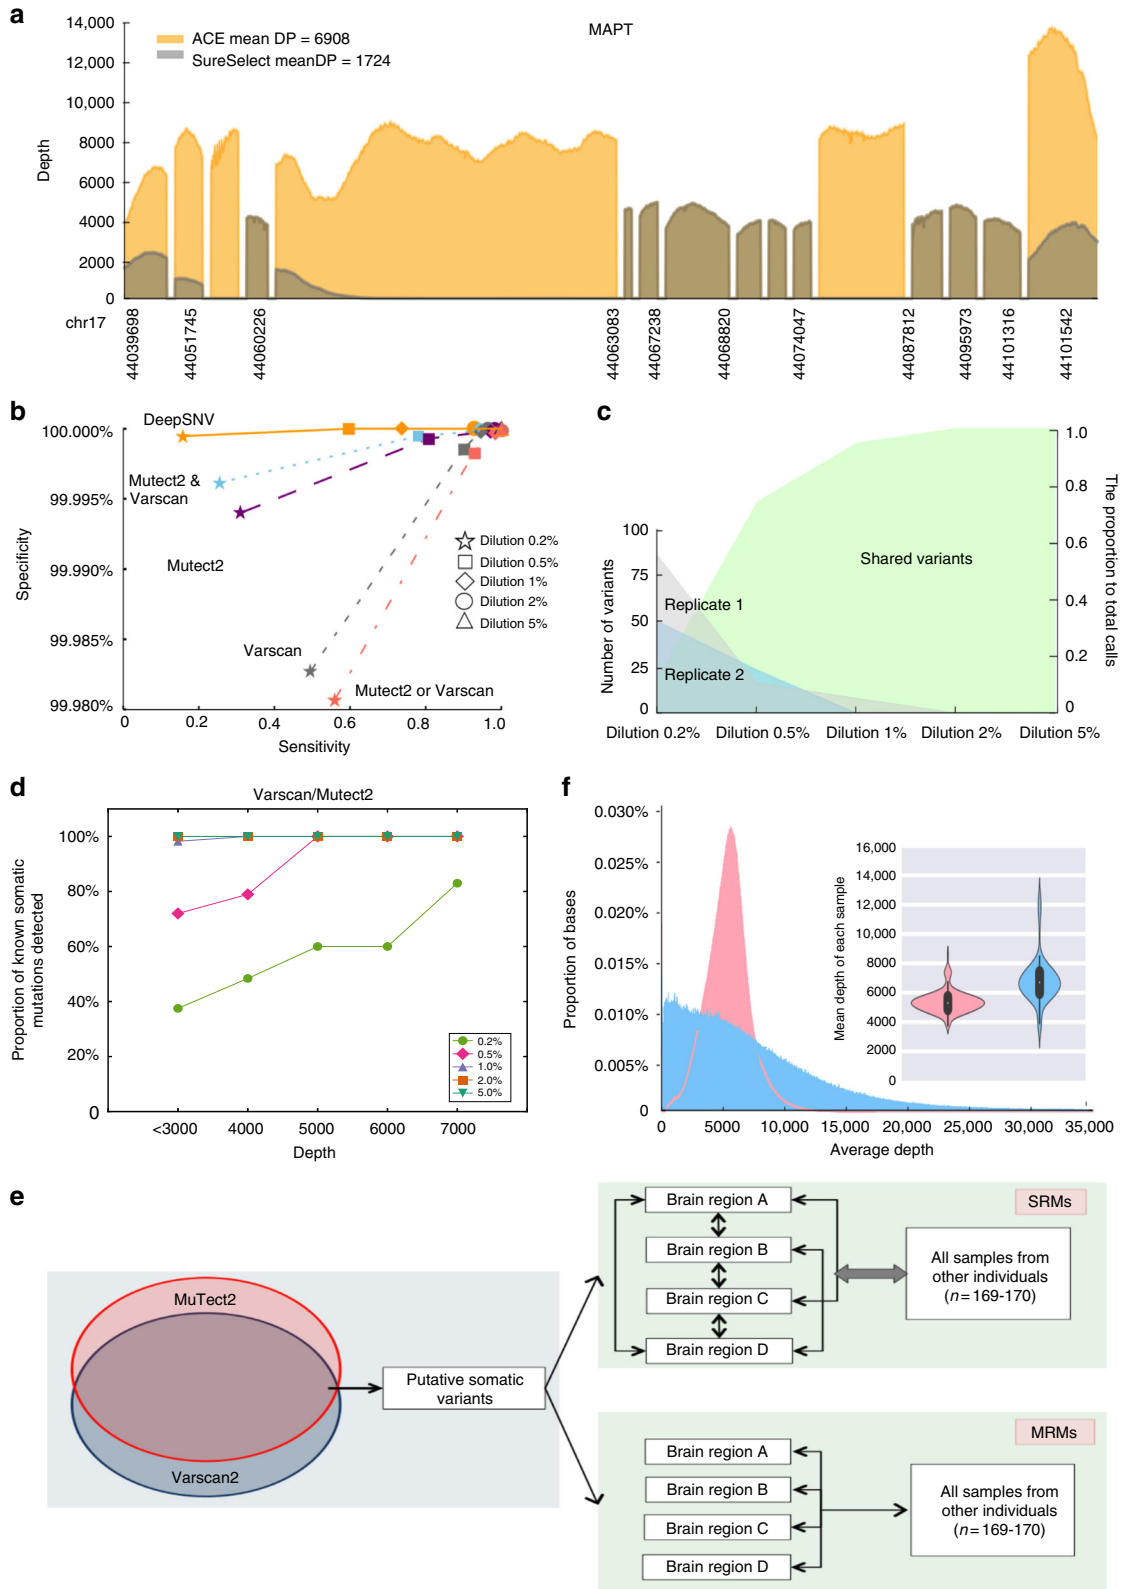 a
MAPT
ACE mean DP = 6908
SureSelect meanDP = 1724
Depth
14,000
12,000
10,000
8000
6000
4000
2000
0
chr17
44039698
44051745
44060226
44063083
44067238
44068820
44074047
44087812
44095973
44101316
44101542
b
DeepSNV
Mutect2 &
Varscan
Mutect2
Varscan
Mutect2 or Varscan
Dilution 0.2%
Dilution 0.5%
Dilution 1%
Dilution 2%
Dilution 5%
Specificity
100.000%
99.995%
99.990%
99.985%
99.980%
0
0.2
0.4
0.6
0.8
1.0
Sensitivity
c
Number of variants
100
75
50
25
0
Shared variants
Replicate 1
Replicate 2
1.0
0.8
0.6
0.4
0.2
0
The proportion to total calls
Dilution 0.2%
Dilution 0.5%
Dilution 1%
Dilution 2%
Dilution 5%
d
Varscan/Mutect2
Proportion of known somatic
mutations detected
100%
80%
60%
40%
20%
0
0.2%
0.5%
1.0%
2.0%
5.0%
<3000
4000
5000
6000
7000
Depth
f
Proportion of bases
0.030%
0.025%
0.020%
0.015%
0.010%
0.005%
0
Mean depth of each sample
16,000
14,000
12,000
10,000
8000
6000
4000
2000
0
0
5000
10,000
15,000
20,000
25,000
30,000
35,000
Average depth
e
MuTect2
Varscan2
Putative somatic
variants
SRMs
Brain region A
Brain region B
Brain region C
Brain region D
All samples from
other individuals
(n=169-170)
MRMs
Brain region A
Brain region B
Brain region C
Brain region D
All samples from
other individuals
(n=169-170)